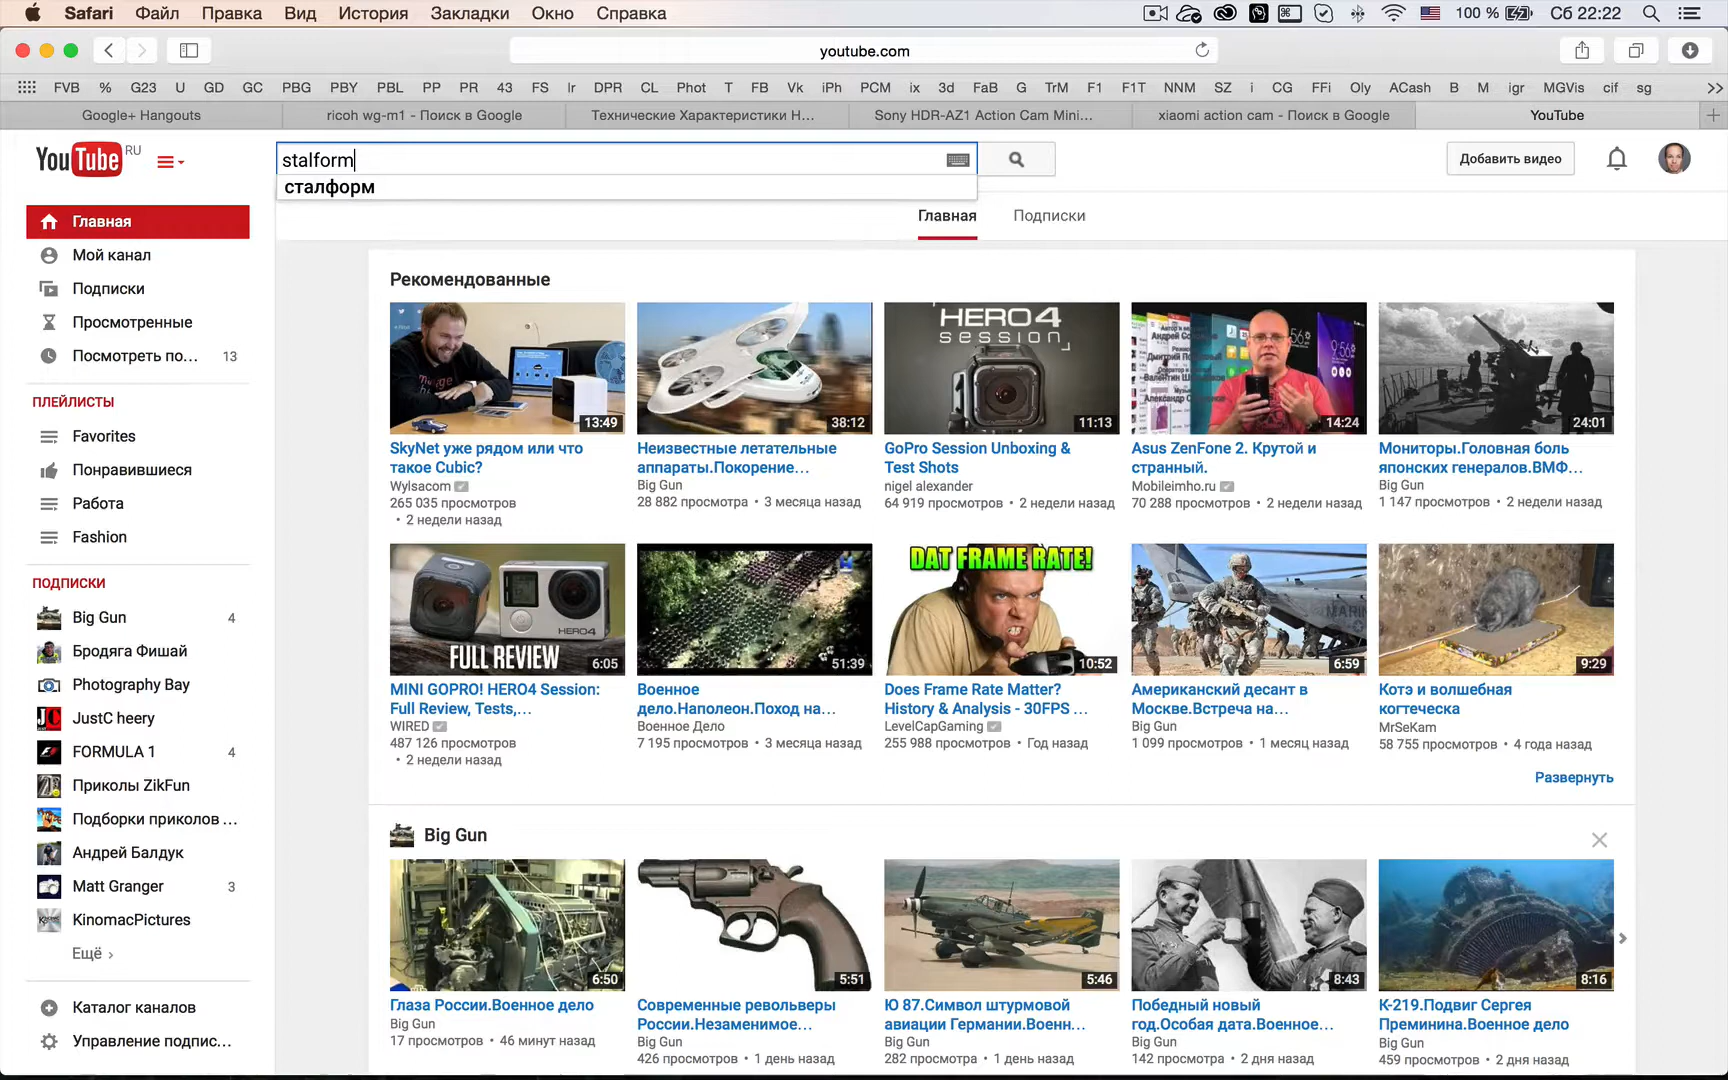 Safari Файл Правка Вид История Закладки Окно Справка 100 % Сб 22:22
youtube.com
FVB % G23 U GD GC PBG PBY PBL PP PR 43 FS Ir DPR CL Phot T FB Vk iPh PCM ix 3d FaB G TrM F1 F1T NNM SZ i CG FFi Oly ACash B M igr MGVis cif sg
Google+ Hangouts ricoh wg-m1 - Поиск в Google Технические Характеристики Н... Sony HDR-AZ1 Action Cam Mini... xiaomi action cam - Поиск в Google YouTube
YouTube RU
stalform
Добавить видео
сталформ
Главная Подписки
Главная
Мой канал
Подписки
Просмотренные
Посмотреть по... 13
ПЛЕЙЛИСТЫ
Favorites
Понравившиеся
Работа
Fashion
ПОДПИСКИ
Big Gun 4
Бродяга Фишай
Photography Bay
JustC heery
FORMULA 1 4
Приколы ZikFun
Подборки приколов ...
Андрей Балдук
Matt Granger 3
KinomacPictures
Ещё ›
Каталог каналов
Управление подпис...
Рекомендованные
13:49
SkyNet уже рядом или что
такое Cubic?
Wylsacom
265 035 просмотров
• 2 недели назад
38:12
Неизвестные летательные
аппараты.Покорение...
Big Gun
28 882 просмотра • 3 месяца назад
HERO4
session
11:13
GoPro Session Unboxing &
Test Shots
nigel alexander
64 919 просмотров • 2 недели назад
14:24
Asus ZenFone 2. Крутой и
странный.
Mobileimho.ru
70 288 просмотров • 2 недели назад
24:01
Мониторы.Головная боль
японских генералов.ВМФ...
Big Gun
1 147 просмотров • 2 недели назад
HERO4
FULL REVIEW
6:05
MINI GOPRO! HERO4 Session:
Full Review, Tests,...
WIRED
487 126 просмотров
• 2 недели назад
51:39
Военное
дело.Наполеон.Поход на...
Военное Дело
7 195 просмотров • 3 месяца назад
DAT FRAME RATE!
10:52
Does Frame Rate Matter?
History & Analysis - 30FPS ...
LevelCapGaming
255 988 просмотров • Год назад
6:59
Американский десант в
Москве.Встреча на...
Big Gun
1 099 просмотров • 1 месяц назад
9:29
Котэ и волшебная
когтеческа
MrSeKam
58 755 просмотров • 4 года назад
Развернуть
Big Gun
6:50
Глаза России.Военное дело
Big Gun
17 просмотров • 46 минут назад
5:51
Современные револьверы
России.Незаменимое...
Big Gun
426 просмотров • 1 день назад
5:46
Ю 87.Символ штурмовой
авиации Германии.Военн...
Big Gun
282 просмотра • 1 день назад
8:43
Победный новый
год.Особая дата.Военное...
Big Gun
142 просмотра • 2 дня назад
8:16
К-219.Подвиг Сергея
Преминина.Военное дело
Big Gun
459 просмотров • 2 дня назад